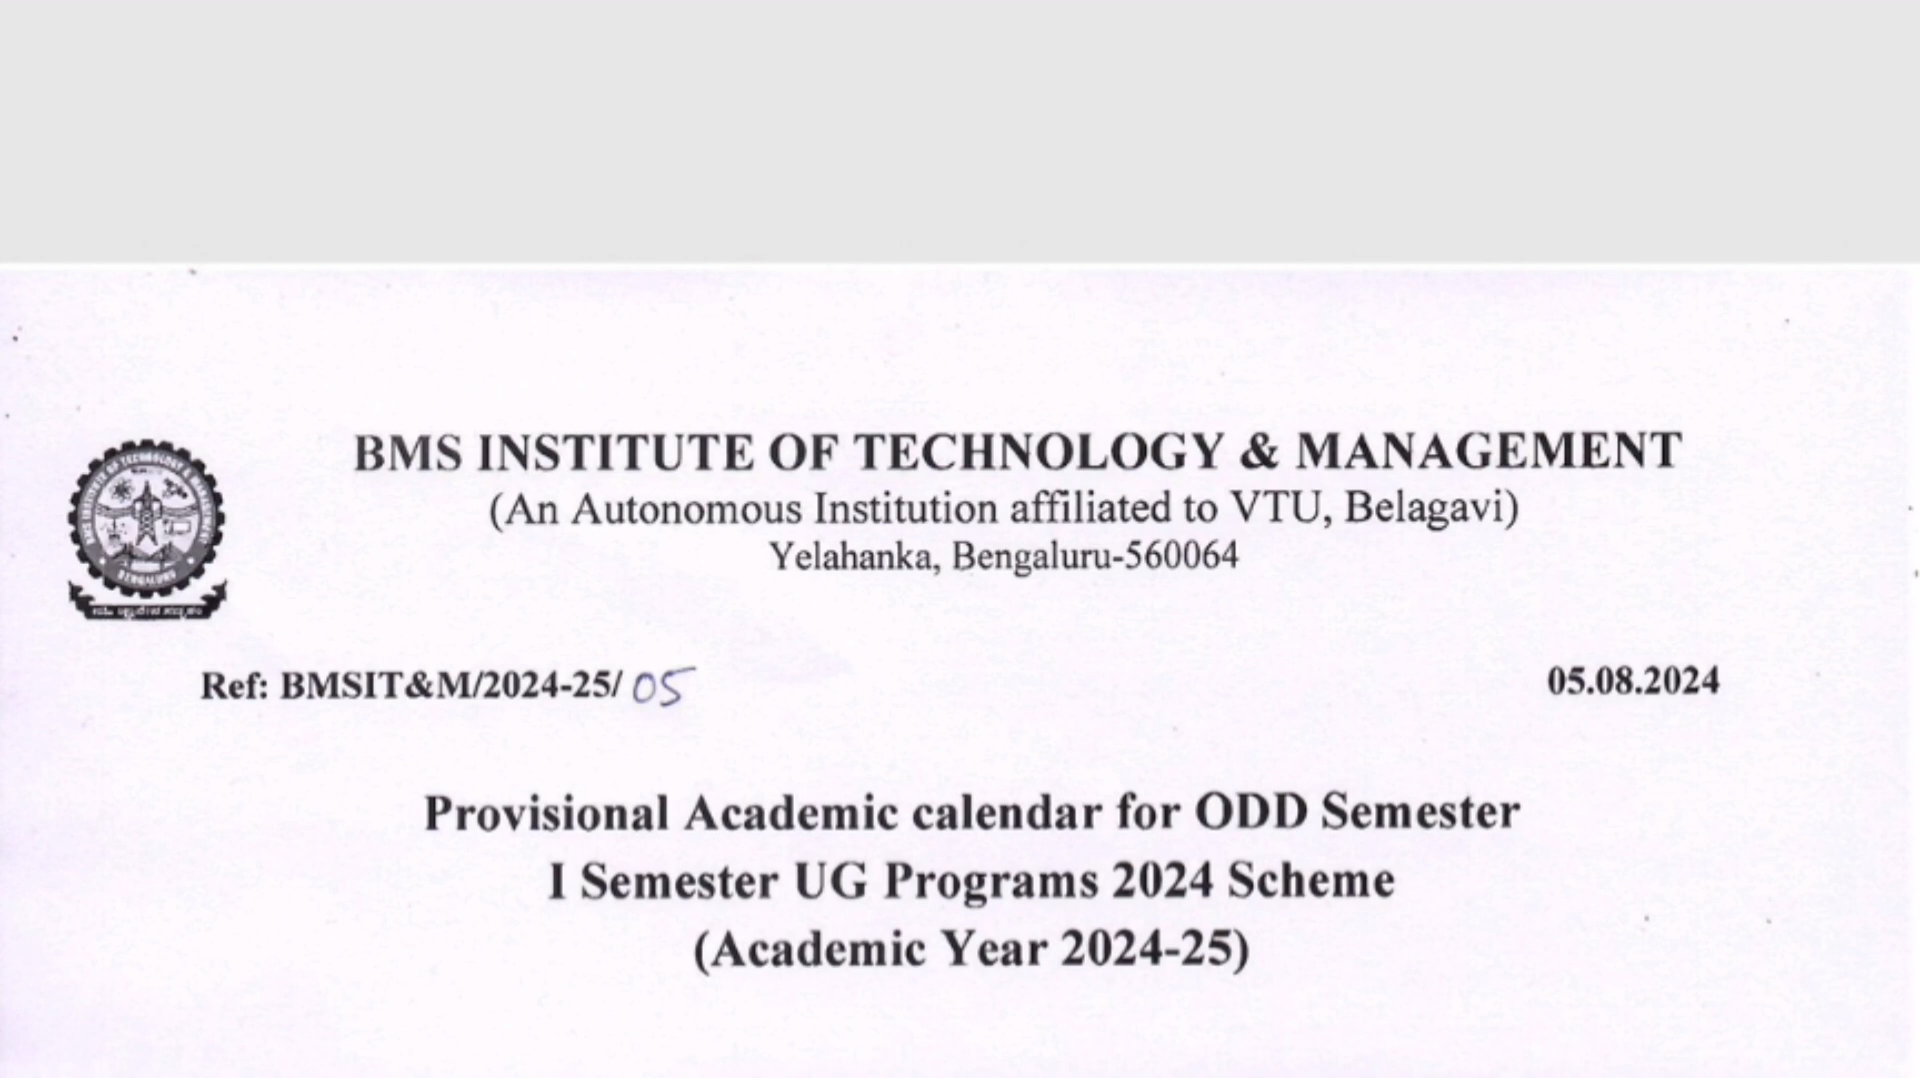 BMS INSTITUTE OF TECHNOLOGY & MANAGEMENT
(An Autonomous Institution affiliated to VTU, Belagavi)
Yelahanka, Bengaluru-560064
BENGALURU
Ref: BMSIT&M/2024-25/ 05
05.08.2024
Provisional Academic calendar for ODD Semester
I Semester UG Programs 2024 Scheme
(Academic Year 2024-25)